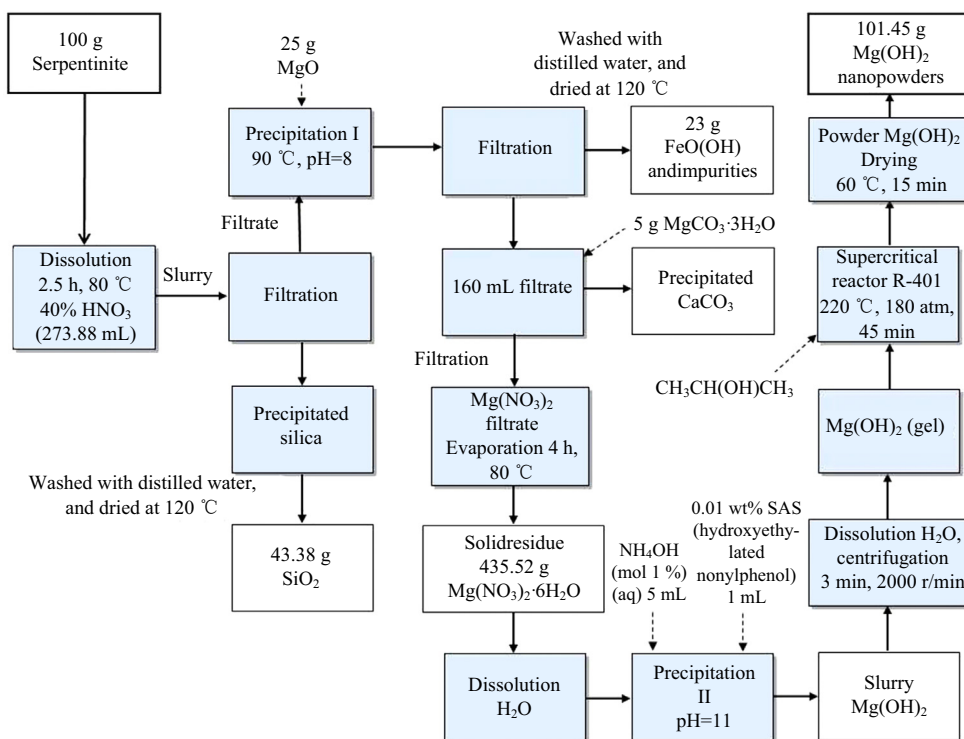 100 g
Serpentinite
25 g
MgO
Washed with
distilled water, and
dried at 120 ℃
101.45 g
Mg(OH)₂
nanopowders
Precipitation I
90 ℃, pH=8
Filtration
23 g
FeO(OH)
andimpurities
Powder Mg(OH)₂
Drying
60 ℃, 15 min
Filtrate
5 g MgCO₃·3H₂O
Dissolution
2.5 h, 80 ℃
40% HNO₃
(273.88 mL)
Slurry
Filtration
160 mL filtrate
Precipitated
CaCO₃
Supercritical
reactor R-401
220 ℃, 180 atm,
45 min
Filtration
CH₃CH(OH)CH₃
Precipitated
silica
Mg(NO₃)₂
filtrate
Evaporation 4 h,
80 ℃
Mg(OH)₂ (gel)
Washed with distilled water,
and dried at 120 ℃
43.38 g
SiO₂
Solidresidue
435.52 g
Mg(NO₃)₂·6H₂O
NH₄OH
(mol 1 %)
(aq) 5 mL
0.01 wt% SAS
(hydroxyethy-
lated
nonylphenol)
1 mL
Dissolution H₂O,
centrifugation
3 min, 2000 r/min
Dissolution
H₂O
Precipitation
II
pH=11
Slurry
Mg(OH)₂